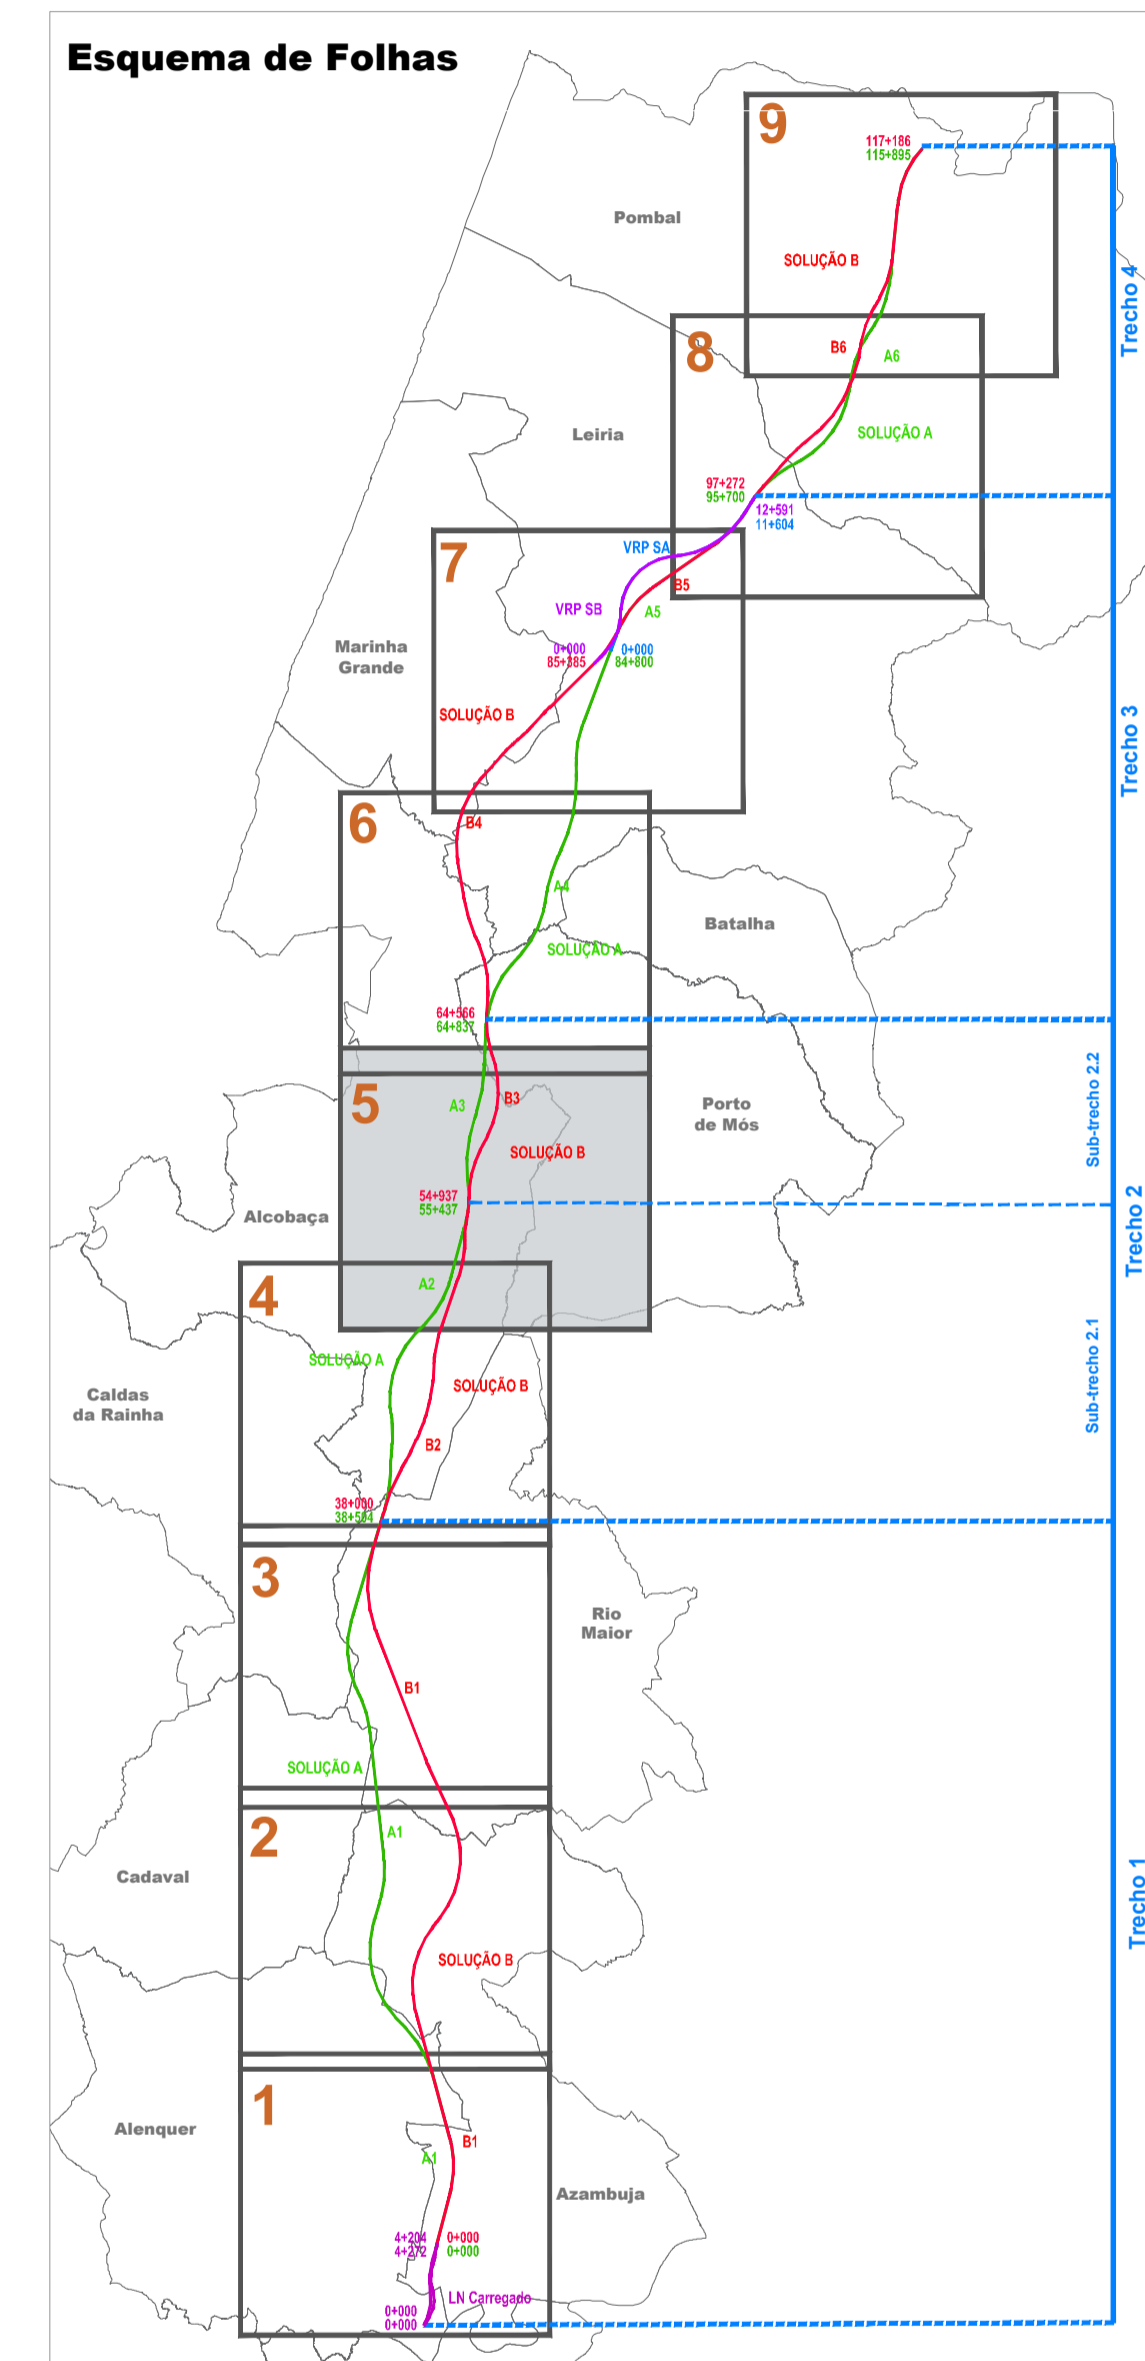 Esquema de Folhas
9
117+186
115+895
Pombal
SOLUÇÃO B
Trecho 4
8
B6
A6
Leiria
SOLUÇÃO A
97+272
95+700
12+591
11+604
7
VRP SA
B5
VRP SB
A5
Marinha
Grande
0+000
85+385
0+000
84+800
SOLUÇÃO B
Trecho 3
6
B4
A4
Batalha
SOLUÇÃO A
64+566
64+837
5
A3
B3
Porto
de Mós
Sub-trecho 2.2
SOLUÇÃO B
54+937
55+437
Alcobaça
Trecho 2
4
A2
SOLUÇÃO A
SOLUÇÃO B
Sub-trecho 2.1
Caldas
da Rainha
B2
38+000
38+504
3
Rio
Maior
B1
SOLUÇÃO A
2
A1
Cadaval
Trecho 1
SOLUÇÃO B
1
Alenquer
B1
A1
Azambuja
4+204
4+272
0+000
0+000
LN Carregado
0+000
0+000